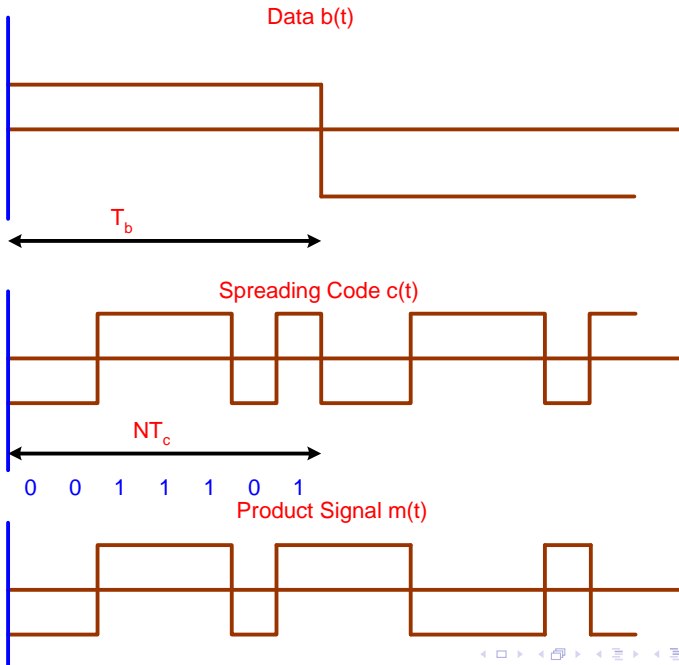 Data b(t)
T_b
Spreading Code c(t)
NT_c
0 0 1 1 1 0 1
Product Signal m(t)